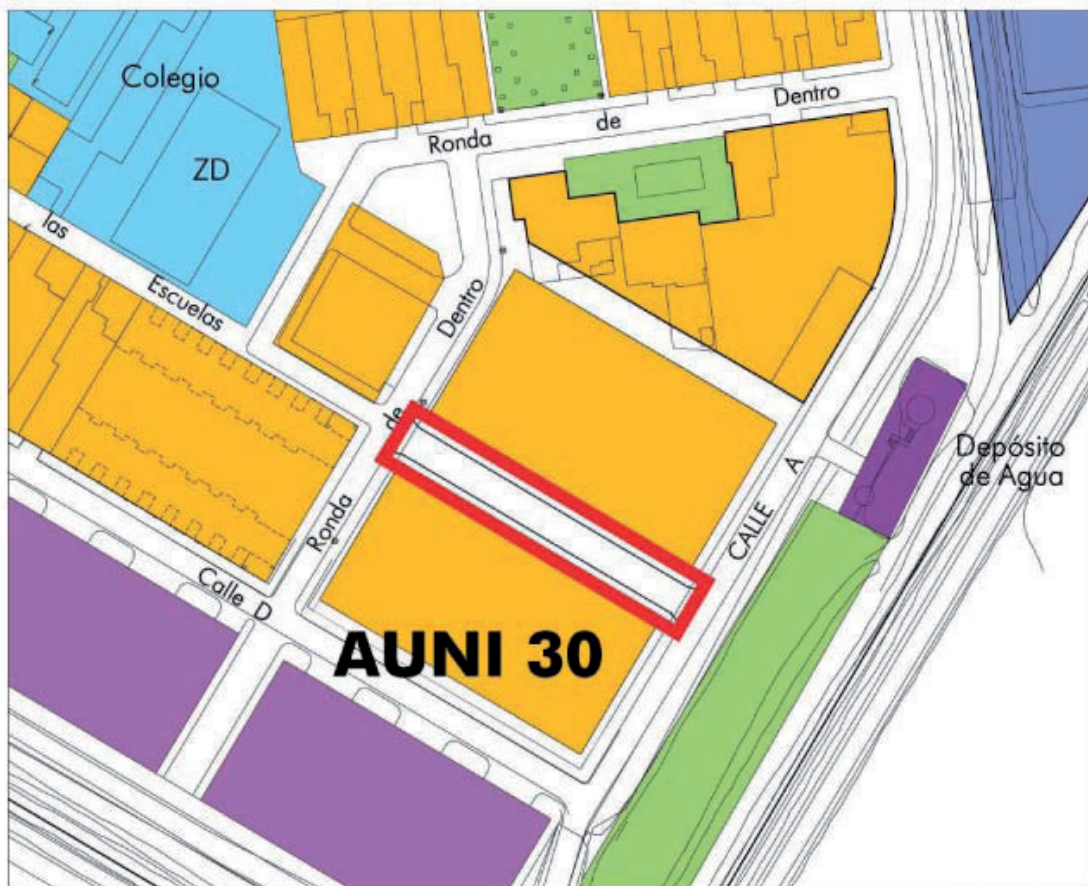 Colegio
ZD
Ronda de Dentro
las Escuelas
Ronda de Dentro
CALLE A
Depósito
de Agua
Calle D
AUNI 30